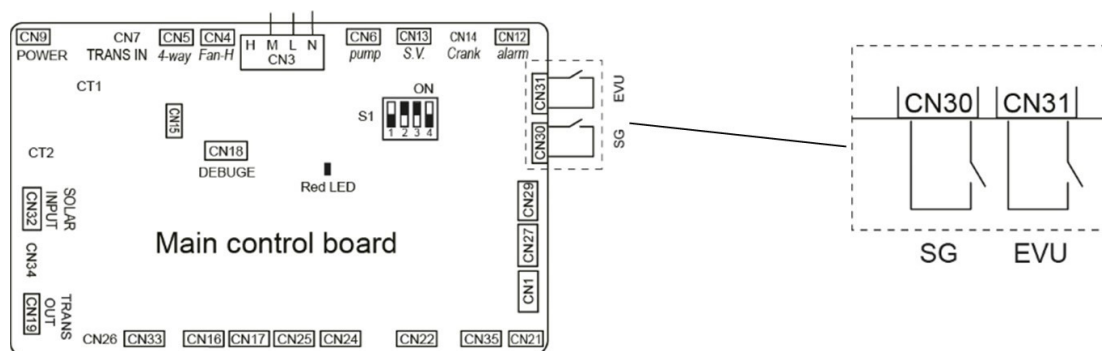 CN9 CN7 CN5 CN4 H M L N CN6 CN13 CN14 CN12
POWER TRANS IN 4-way Fan-H CN3 pump S.V. Crank alarm
CT1
ON
S1
1 2 3 4
CN15
CN31 EVU
CN30 SG
CT2
CN18
DEBUGE
Red LED
CN32 SOLAR INPUT
CN34
CN19 TRANS OUT
Main control board
CN29
CN27
CN1
CN26 CN33 CN16 CN17 CN25 CN24 CN22 CN35 CN21
CN30 CN31
SG EVU